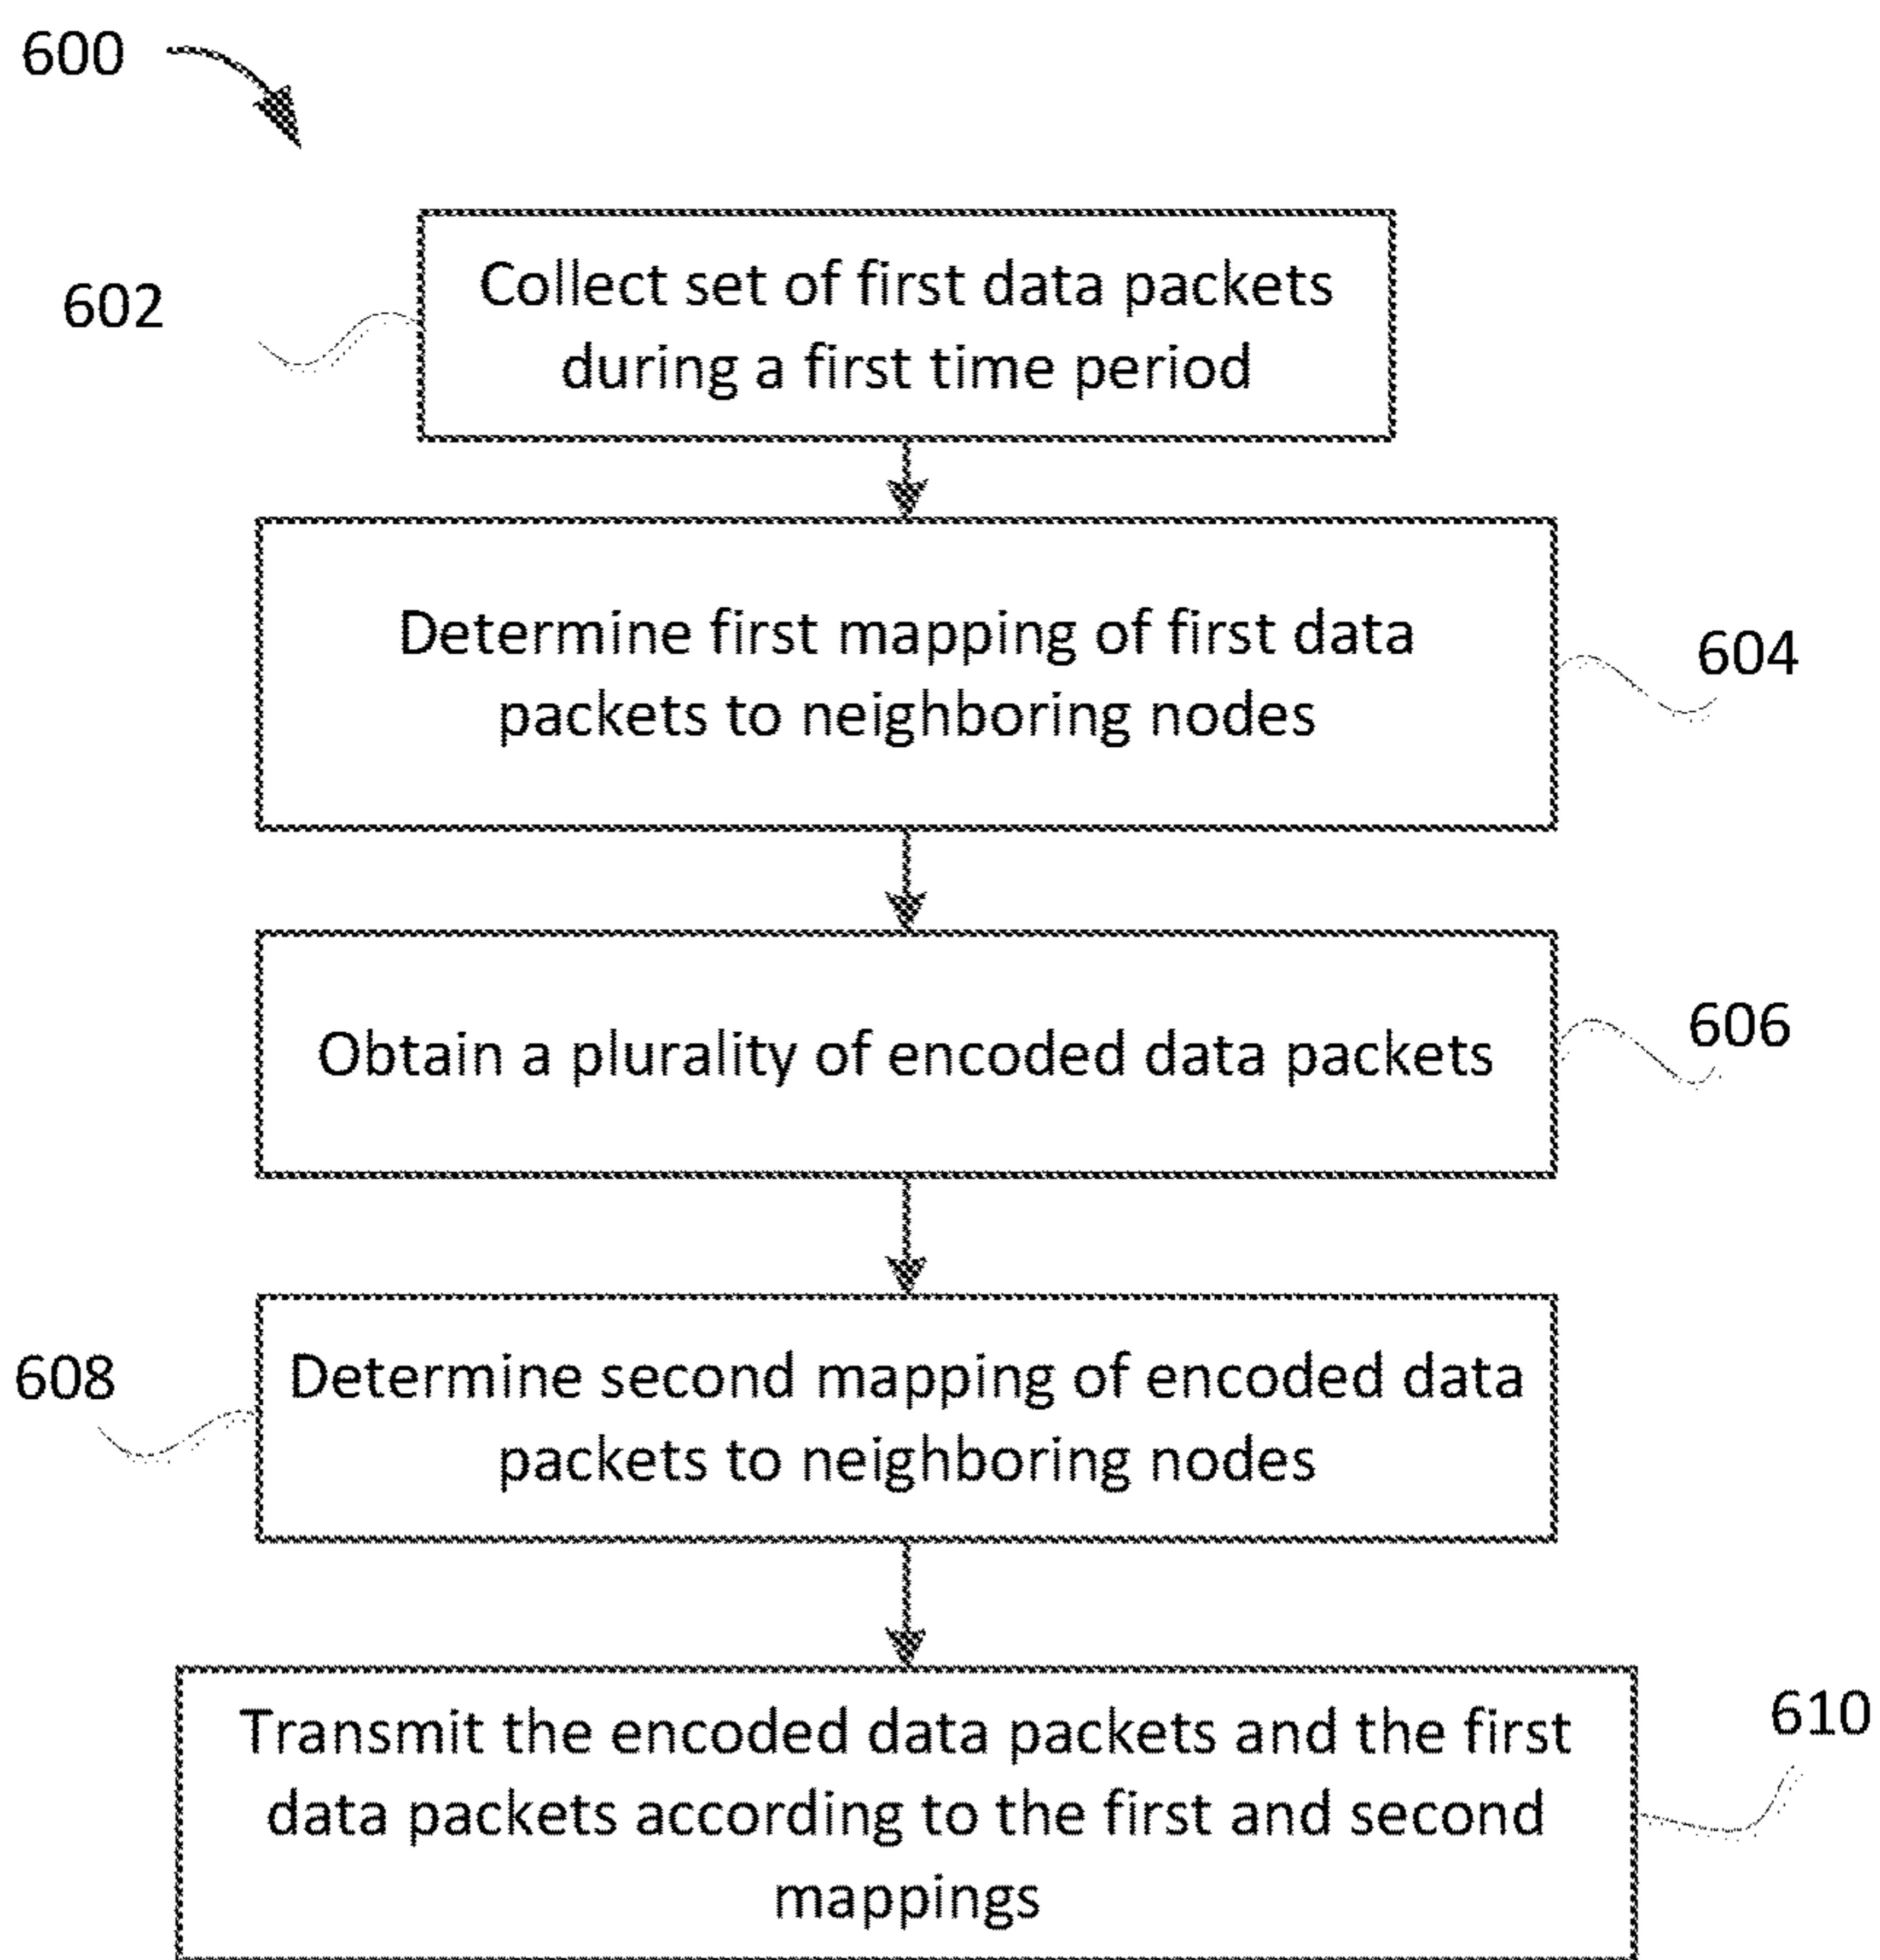 600
602
Collect set of first data packets
during a first time period
Determine first mapping of first data
packets to neighboring nodes
604
Obtain a plurality of encoded data packets
606
608
Determine second mapping of encoded data
packets to neighboring nodes
Transmit the encoded data packets and the first
data packets according to the first and second
mappings
610